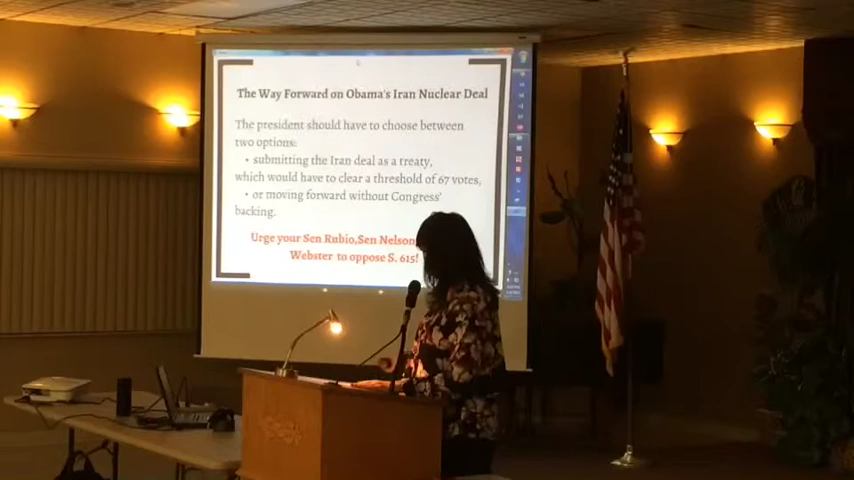 The Way Forward on Obama's Iran Nuclear Deal
The president should have to choose between
two options:
• submitting the Iran deal as a treaty,
which would have to clear a threshold of 67 votes,
• or moving forward without Congress'
backing.
Urge your Sen Rubio,Sen Nelson,
Webster to oppose S. 615!